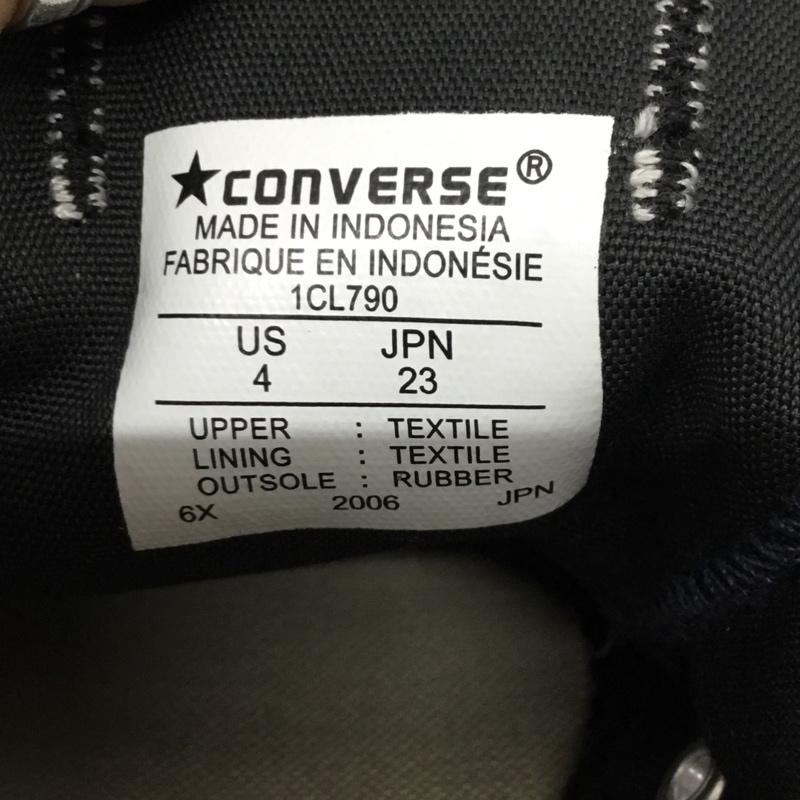 ★CONVERSE®
MADE IN INDONESIA
FABRIQUE EN INDONÉSIE
1CL790
US JPN
4 23
UPPER : TEXTILE
LINING : TEXTILE
OUTSOLE : RUBBER
6X 2006 JPN